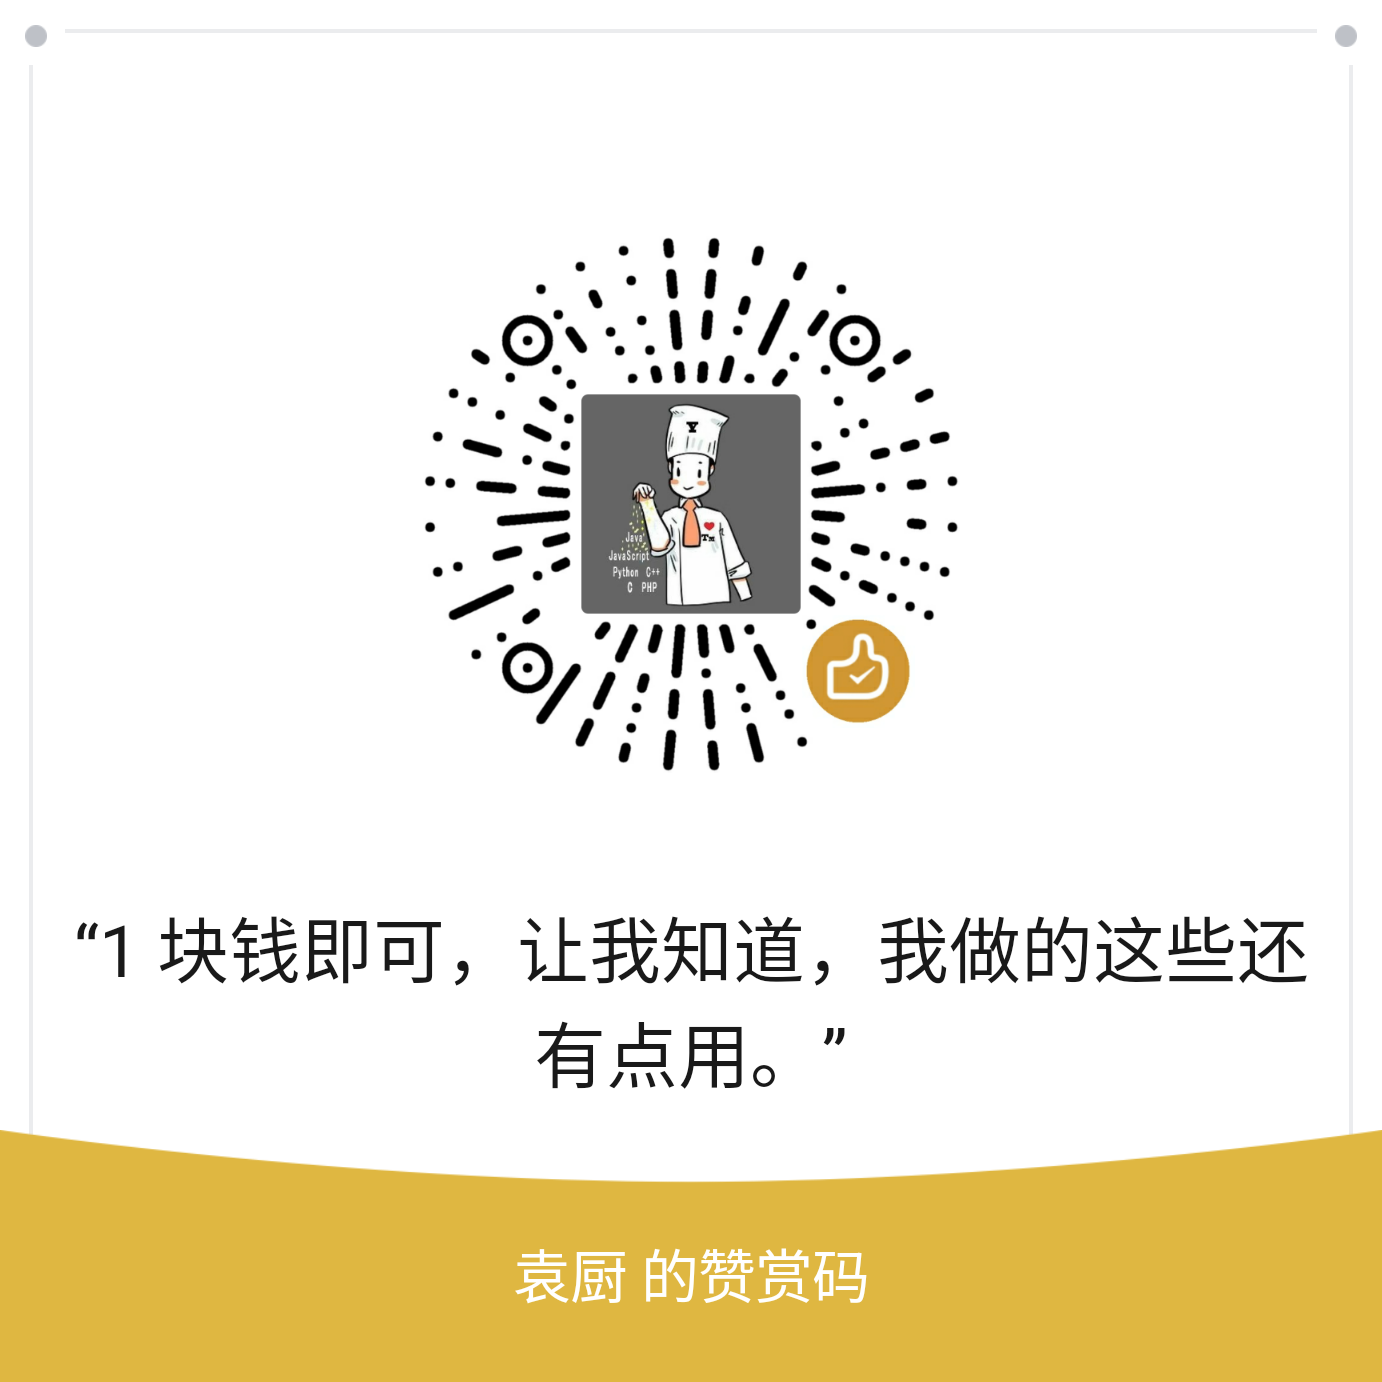 Y
Java
JavaScript
Python C++
C PHP
“1 块钱即可，让我知道，我做的这些还
有点用。”
袁厨 的赞赏码